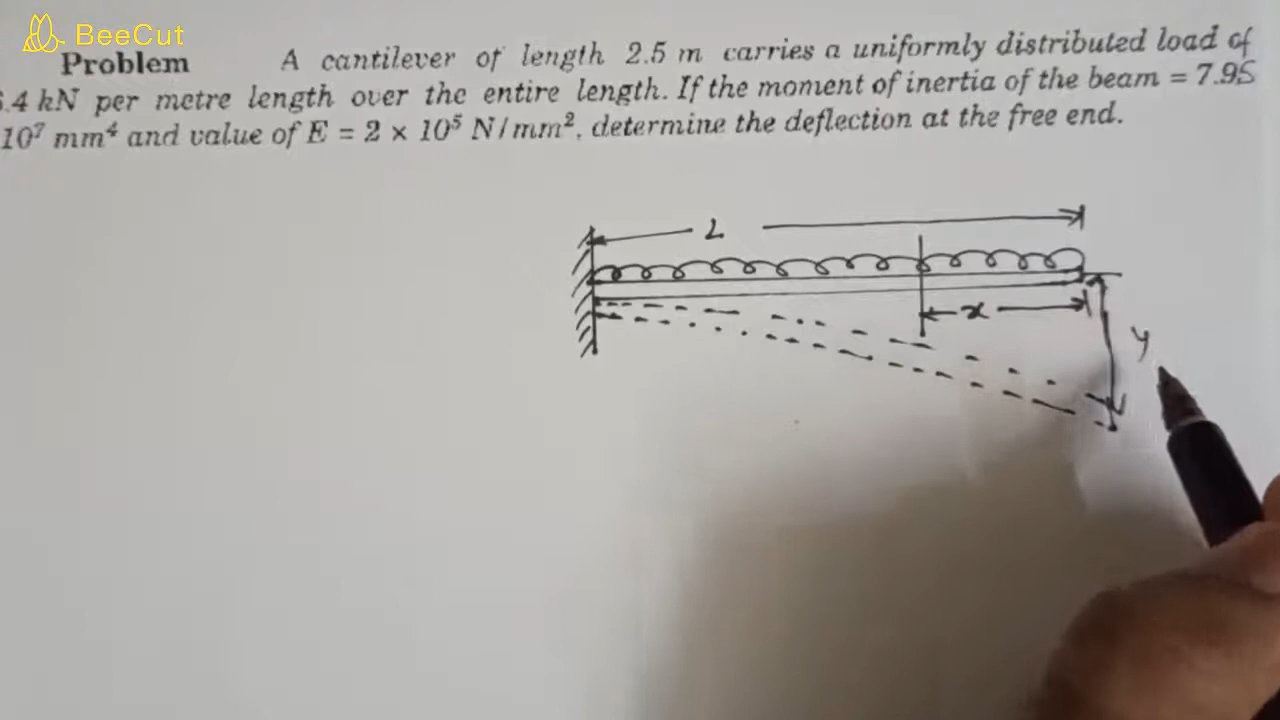 BeeCut
Problem A cantilever of length 2.5 m carries a uniformly distributed load of
.4 kN per metre length over the entire length. If the moment of inertia of the beam = 7.95
10⁷ mm⁴ and value of E = 2 × 10⁵ N/mm², determine the deflection at the free end.
L
x
y